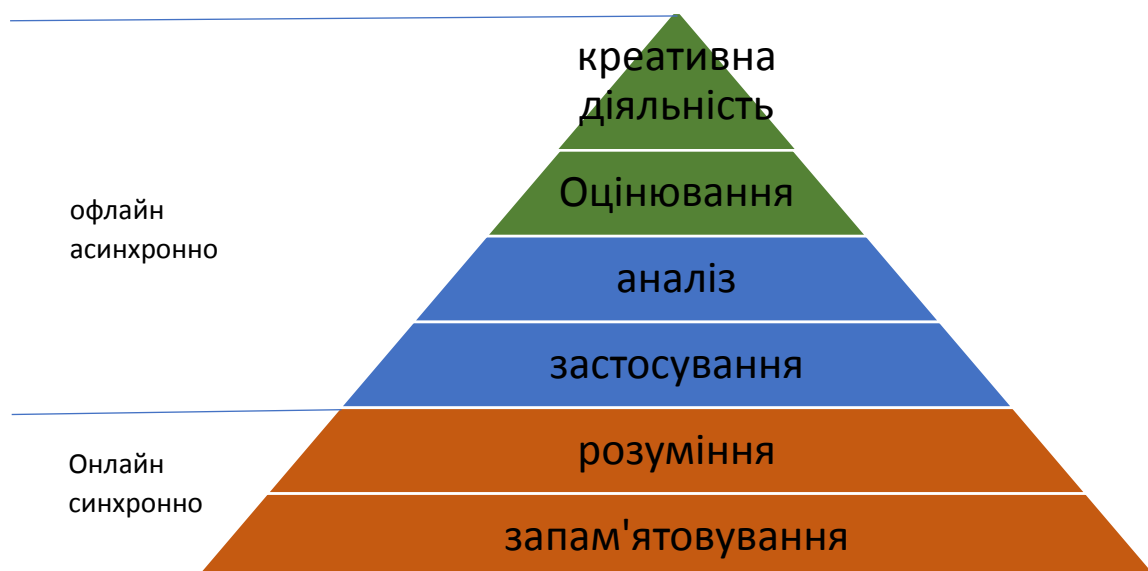 креативна
діяльність
Оцінювання
офлайн
асинхронно
аналіз
застосування
розуміння
Онлайн
синхронно
запам'ятовування